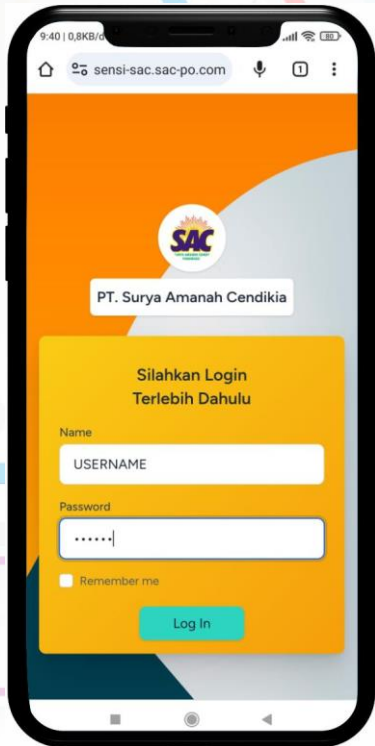 9:40 | 0,8KB/d
80
sensi-sac.sac-po.com
1
SAC
PT. Surya Amanah Cendikia
Silahkan Login
Terlebih Dahulu
Name
USERNAME
Password
••••••
Remember me
Log In